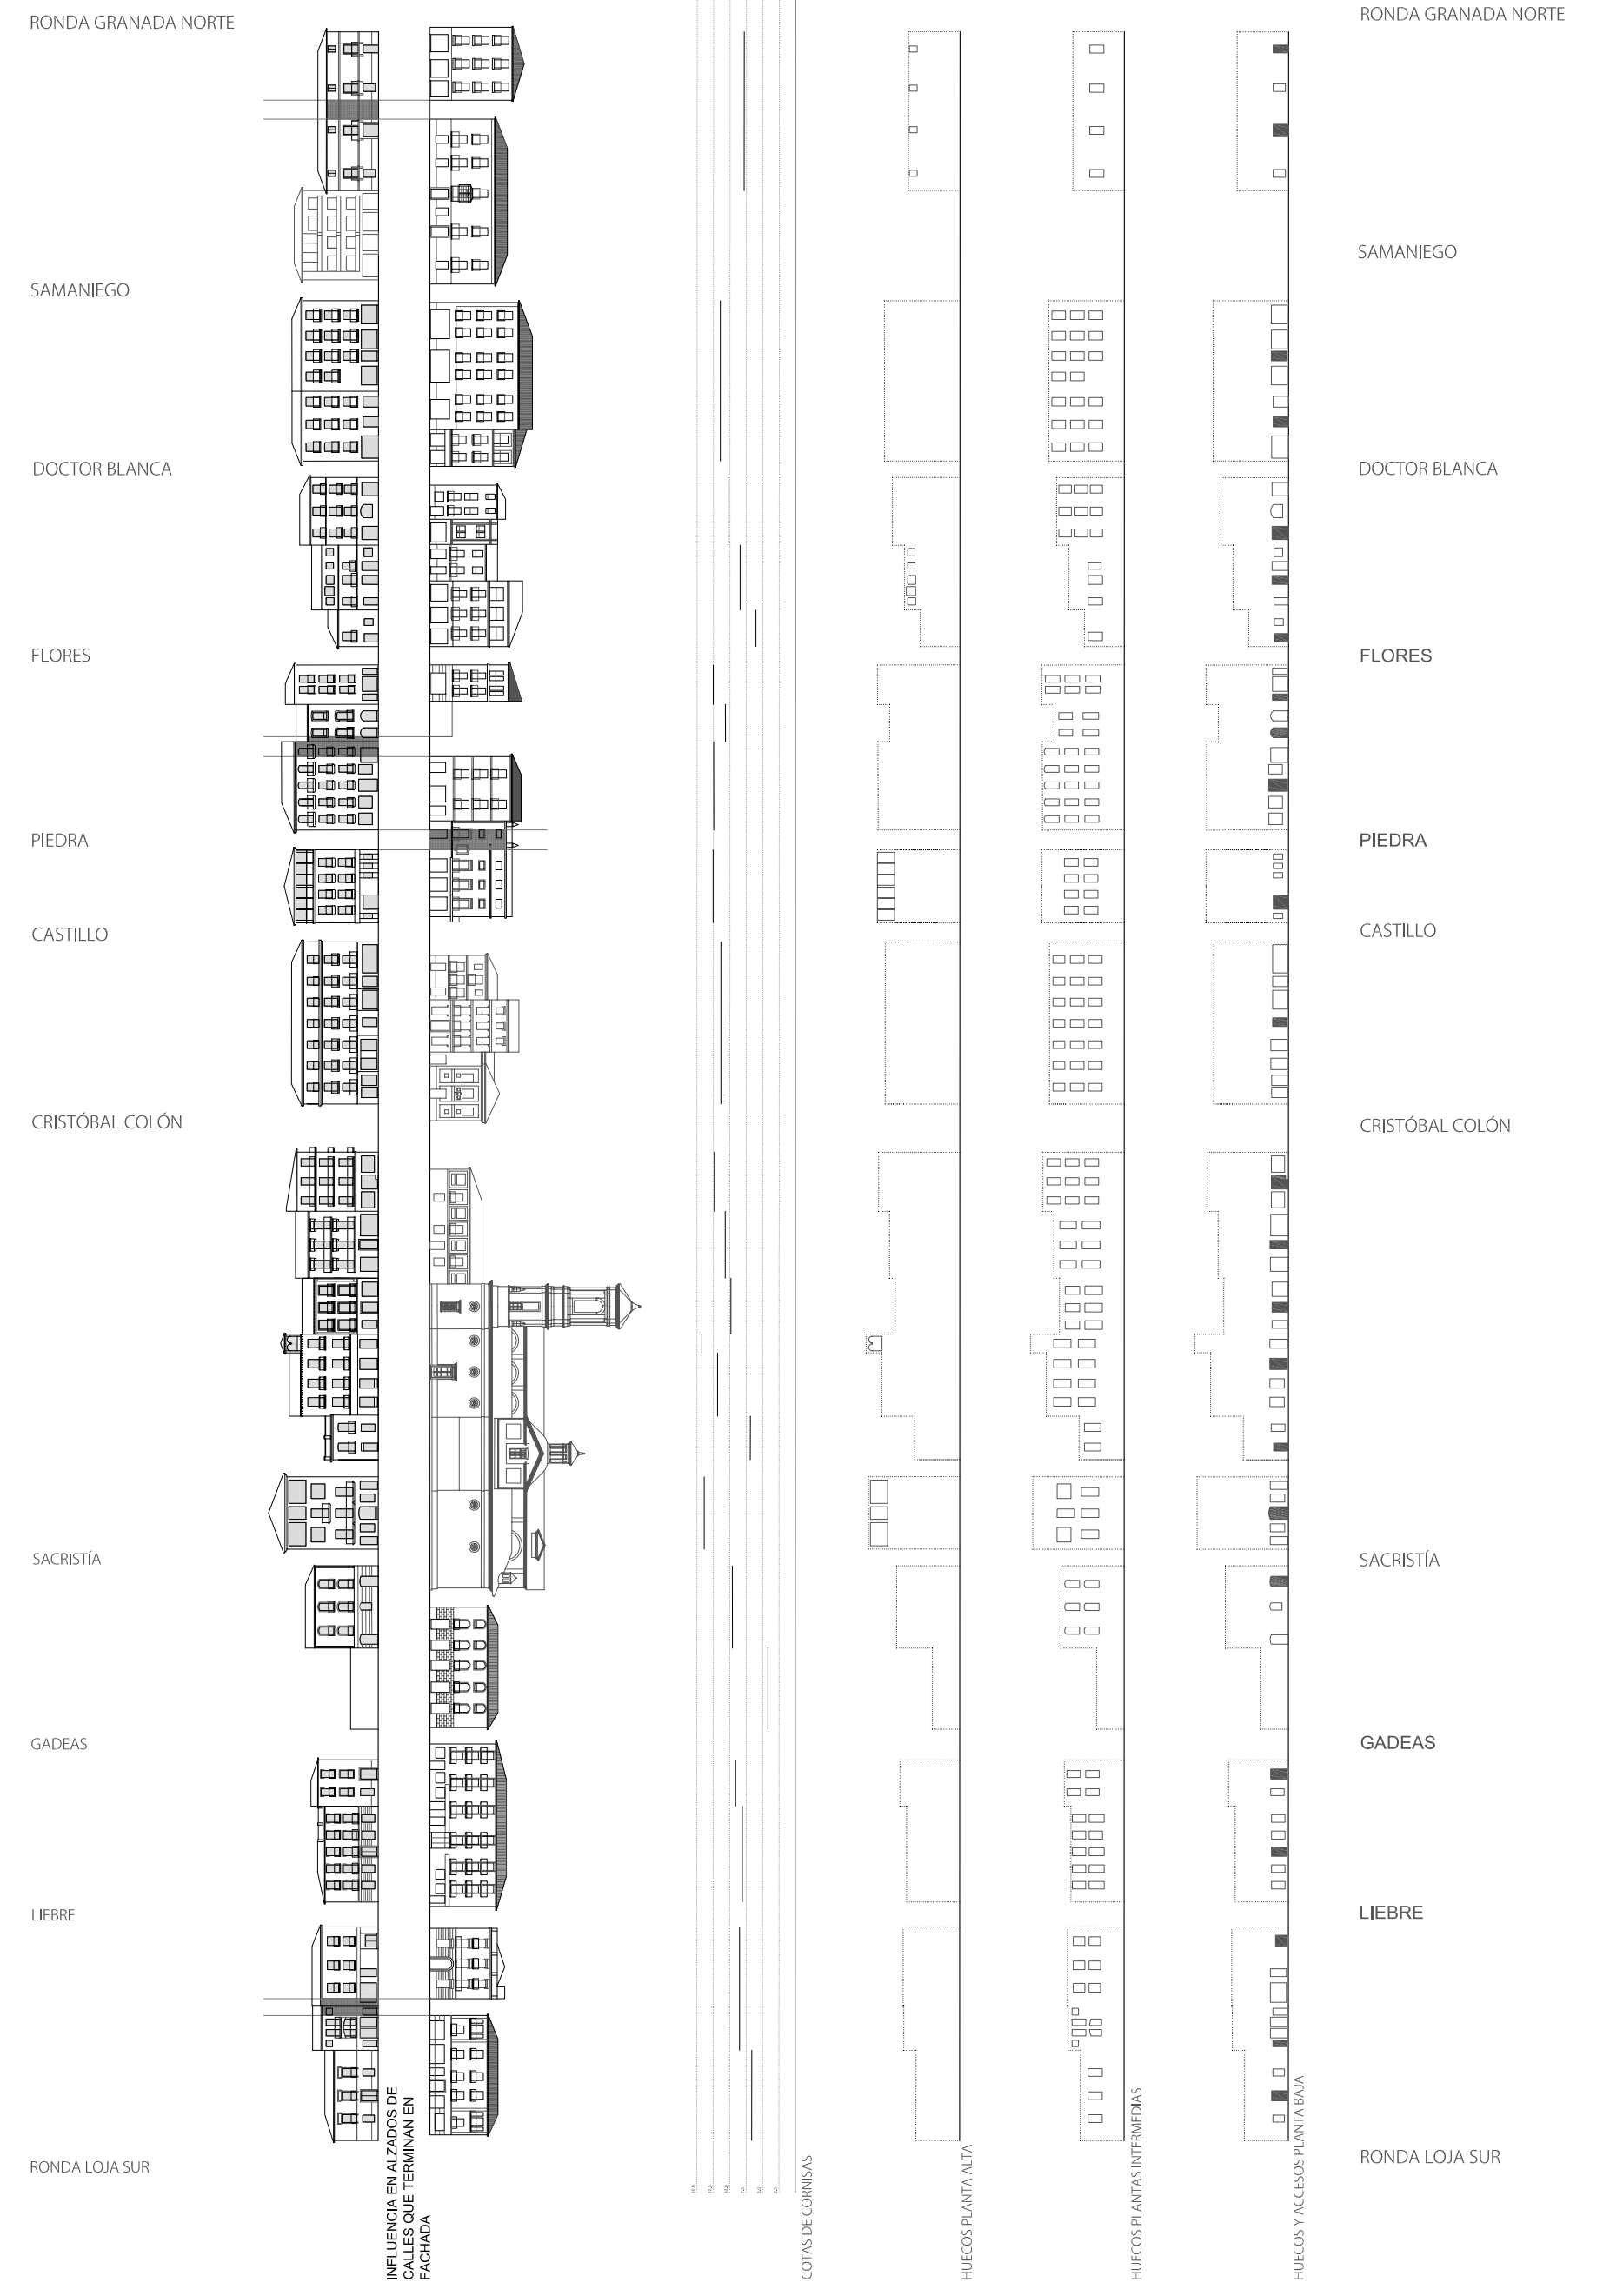 RONDA GRANADA NORTE
SAMANIEGO
DOCTOR BLANCA
FLORES
PIEDRA
CASTILLO
CRISTÓBAL COLÓN
SACRISTÍA
GADEAS
LIEBRE
RONDA LOJA SUR
INFLUENCIA EN ALZADOS DE
CALLES QUE TERMINAN EN
FACHADA
COTAS DE CORNISAS
HUECOS PLANTA ALTA
HUECOS PLANTAS INTERMEDIAS
HUECOS Y ACCESOS PLANTA BAJA
RONDA GRANADA NORTE
SAMANIEGO
DOCTOR BLANCA
FLORES
PIEDRA
CASTILLO
CRISTÓBAL COLÓN
SACRISTÍA
GADEAS
LIEBRE
RONDA LOJA SUR